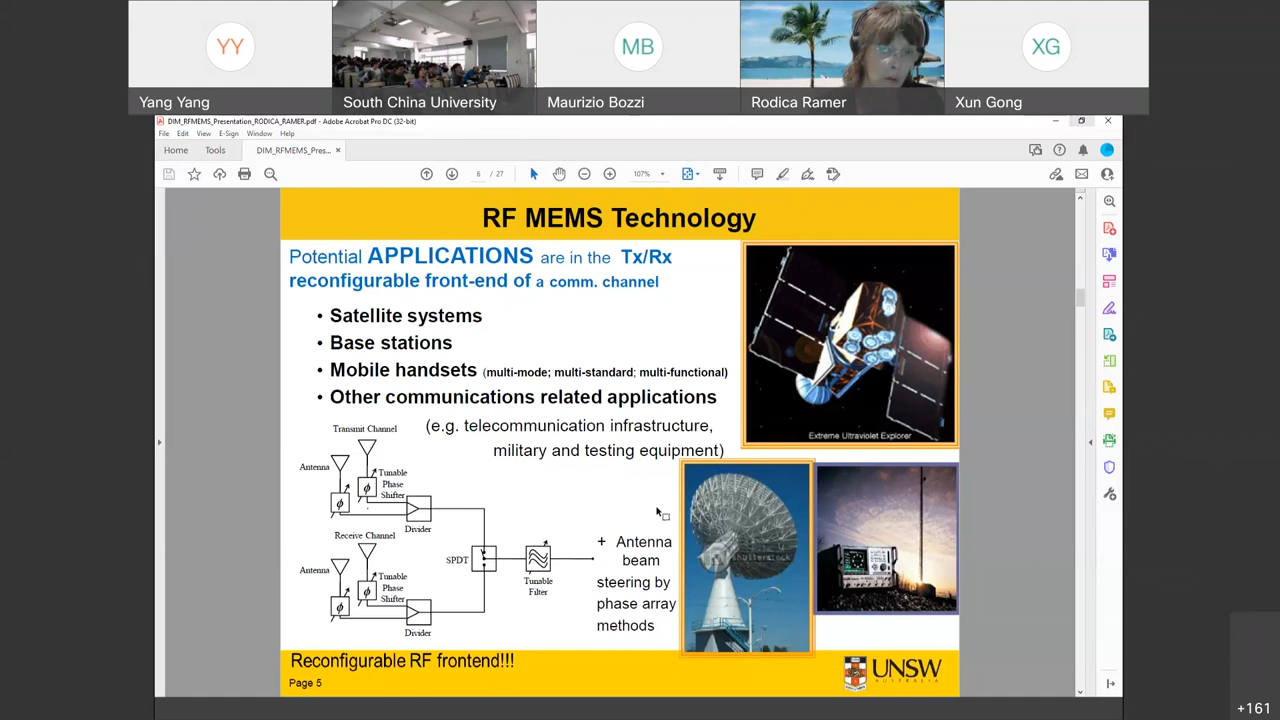 YY
MB
XG
Yang Yang
South China University
Maurizio Bozzi
Rodica Ramer
Xun Gong
DIM_RFMEMS_Presentation_RODICA_RAMER.pdf - Adobe Acrobat Pro DC (32-bit)
File Edit View E-Sign Window Help
Home Tools DIM_RFMEMS_Pres... ×
6 / 27 107%
RF MEMS Technology
Potential APPLICATIONS are in the Tx/Rx
reconfigurable front-end of a comm. channel
• Satellite systems
• Base stations
• Mobile handsets (multi-mode; multi-standard; multi-functional)
• Other communications related applications
(e.g. telecommunication infrastructure,
military and testing equipment)
Extreme Ultraviolet Explorer
Transmit Channel
Antenna
Tunable
Phase
Shifter
ϕ
ϕ
Divider
Receive Channel
Antenna
Tunable
Phase
Shifter
ϕ
ϕ
Divider
SPDT
Tunable
Filter
+ Antenna
beam
steering by
phase array
methods
shutterstock
Reconfigurable RF frontend!!!
Page 5
UNSW
AUSTRALIA
+161